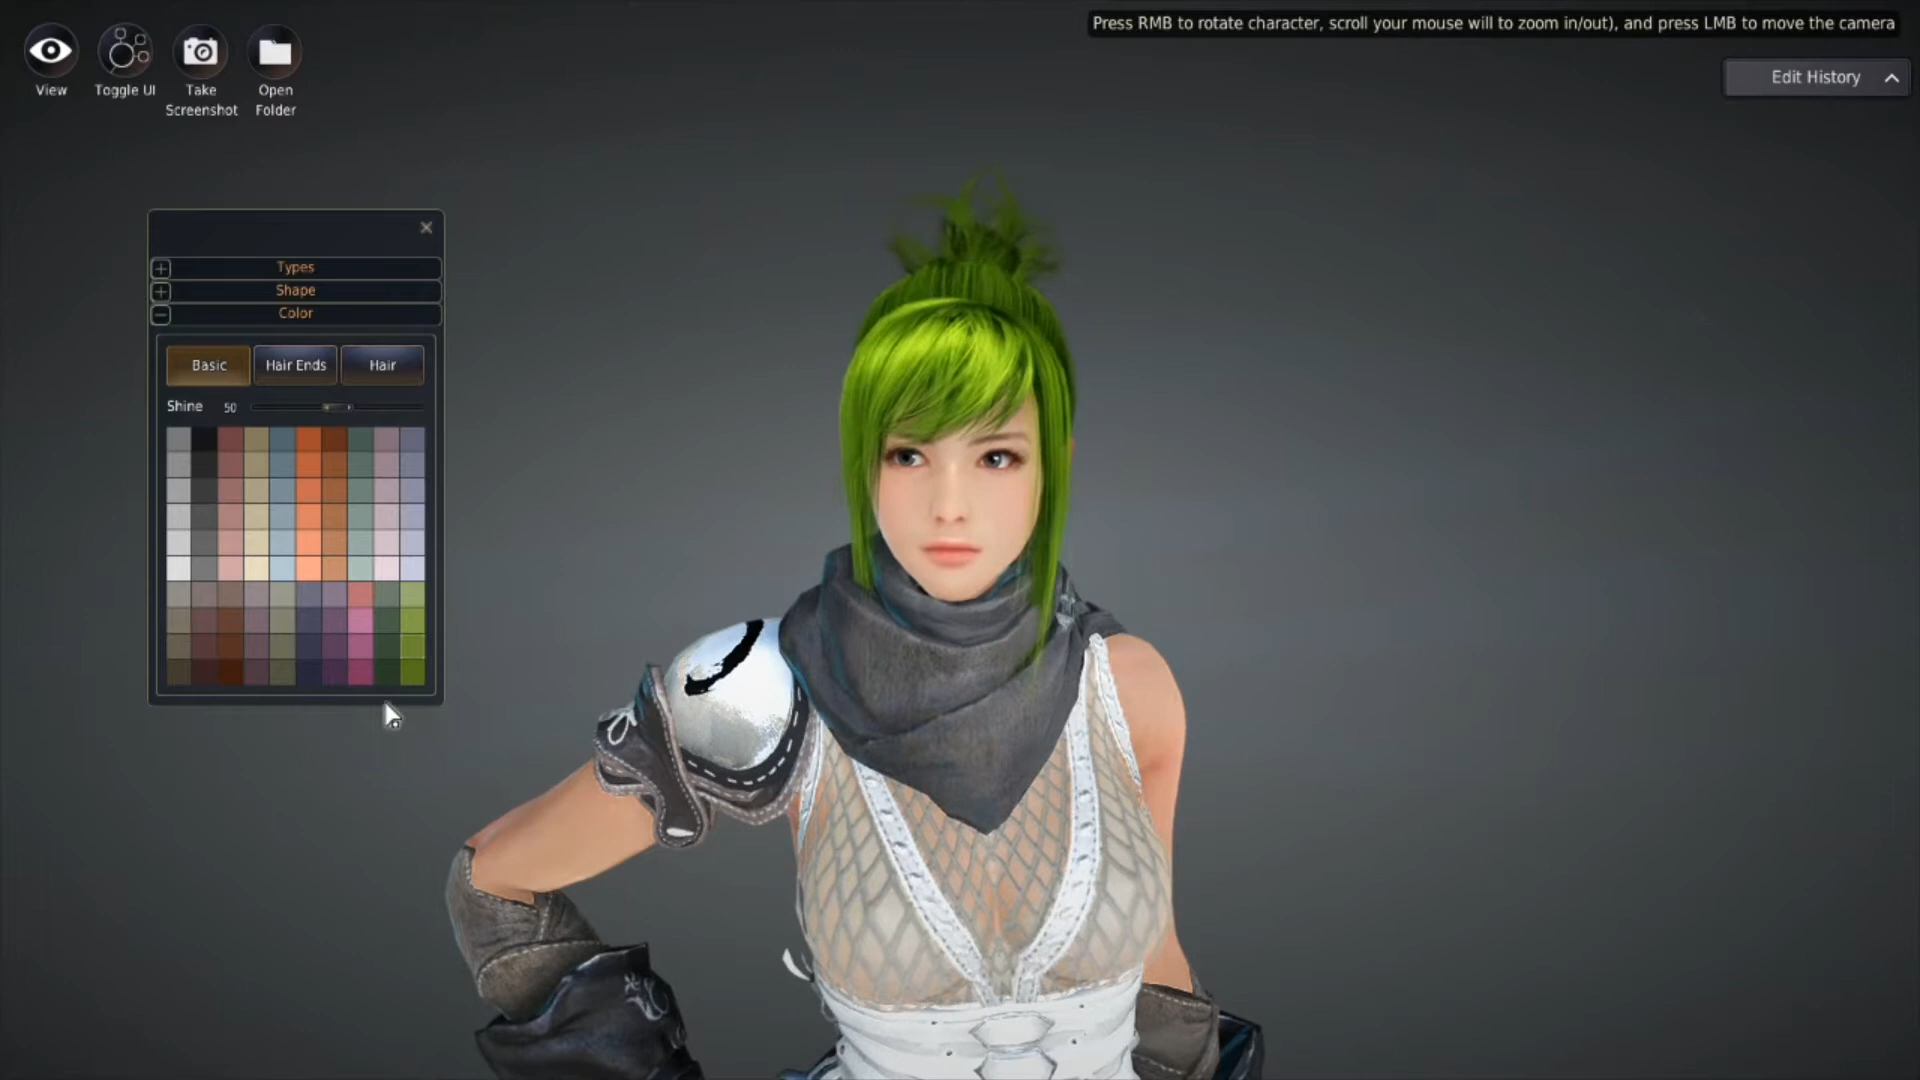 Press RMB to rotate character, scroll your mouse will to zoom in/out), and press LMB to move the camera
View
Toggle UI
Take
Screenshot
Open
Folder
Edit History
Types
Shape
Color
Basic
Hair Ends
Hair
Shine 50